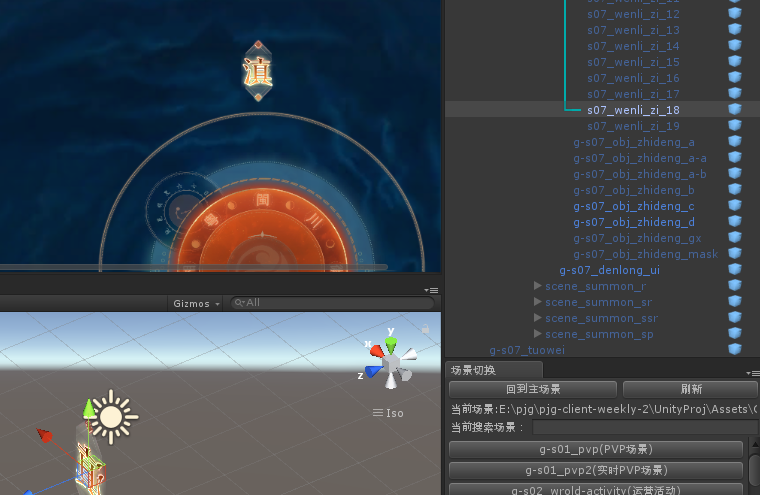 滇
閩
川
Gizmos
All
y
x
z
Iso
s07_wenli_zi_12
s07_wenli_zi_13
s07_wenli_zi_14
s07_wenli_zi_15
s07_wenli_zi_16
s07_wenli_zi_17
s07_wenli_zi_18
s07_wenli_zi_19
g-s07_obj_zhideng_a
g-s07_obj_zhideng_a-a
g-s07_obj_zhideng_a-b
g-s07_obj_zhideng_b
g-s07_obj_zhideng_c
g-s07_obj_zhideng_d
g-s07_obj_zhideng_gx
g-s07_obj_zhideng_mask
g-s07_denlong_ui
scene_summon_r
scene_summon_sr
scene_summon_ssr
scene_summon_sp
g-s07_tuowei
场景切换
回到主场景 刷新
当前场景:E:\pjg\pjg-client-weekly-2\UnityProj\Assets\
当前搜索场景：
g-s01_pvp(PVP场景)
g-s01_pvp2(实时PVP场景)
g-s02_wrold-activity(运营活动)